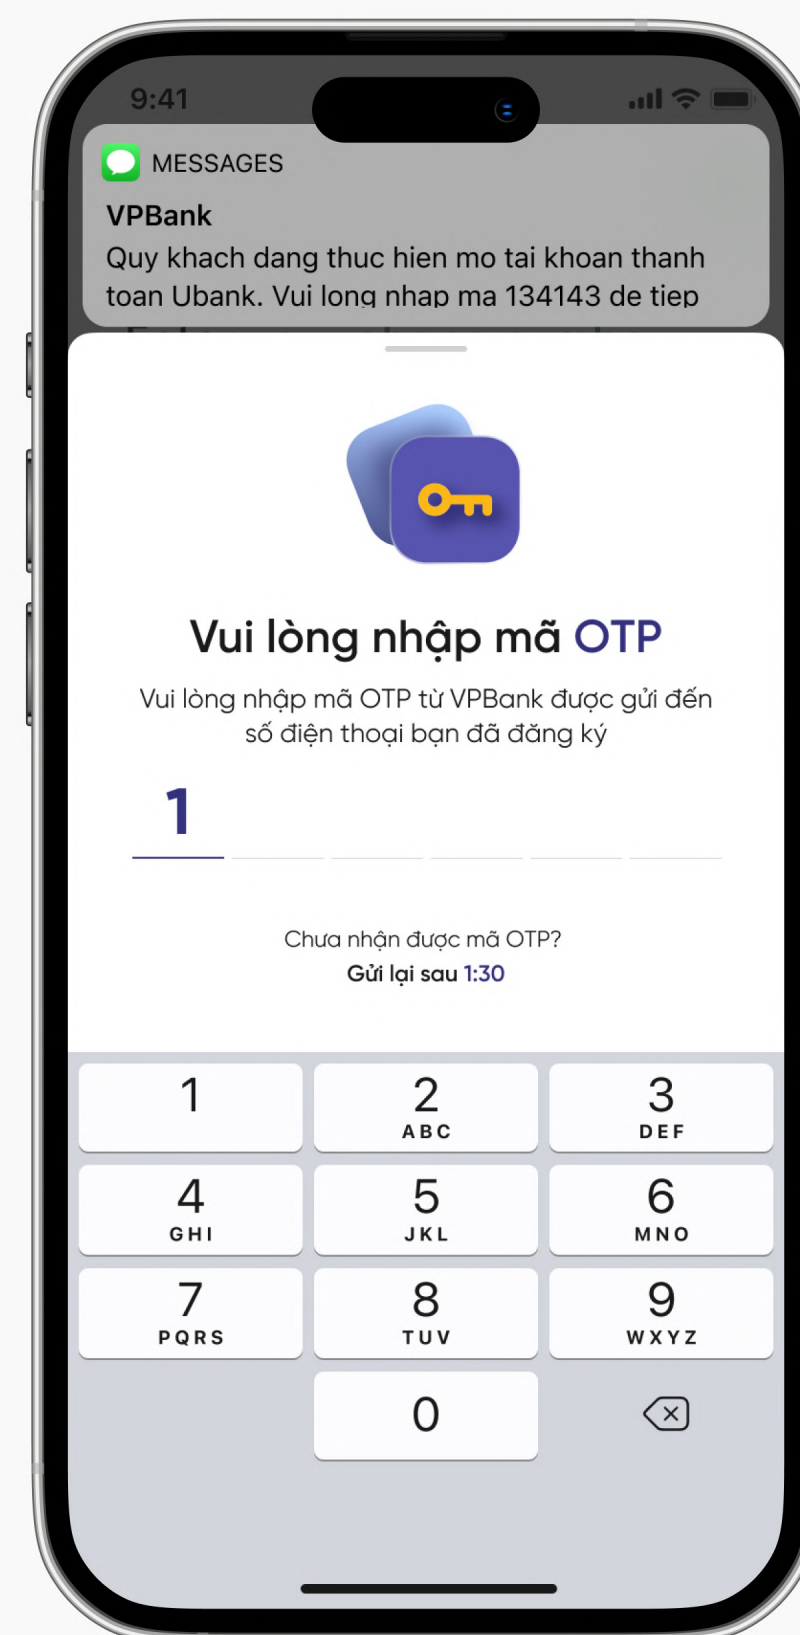 9:41
MESSAGES
VPBank
Quy khach dang thuc hien mo tai khoan thanh
toan Ubank. Vui long nhap ma 134143 de tiep
Vui lòng nhập mã OTP
Vui lòng nhập mã OTP từ VPBank được gửi đến
số điện thoại bạn đã đăng ký
1
Chưa nhận được mã OTP?
Gửi lại sau 1:30
1 2 3
ABC DEF
4 5 6
GHI JKL MNO
7 8 9
PQRS TUV WXYZ
0